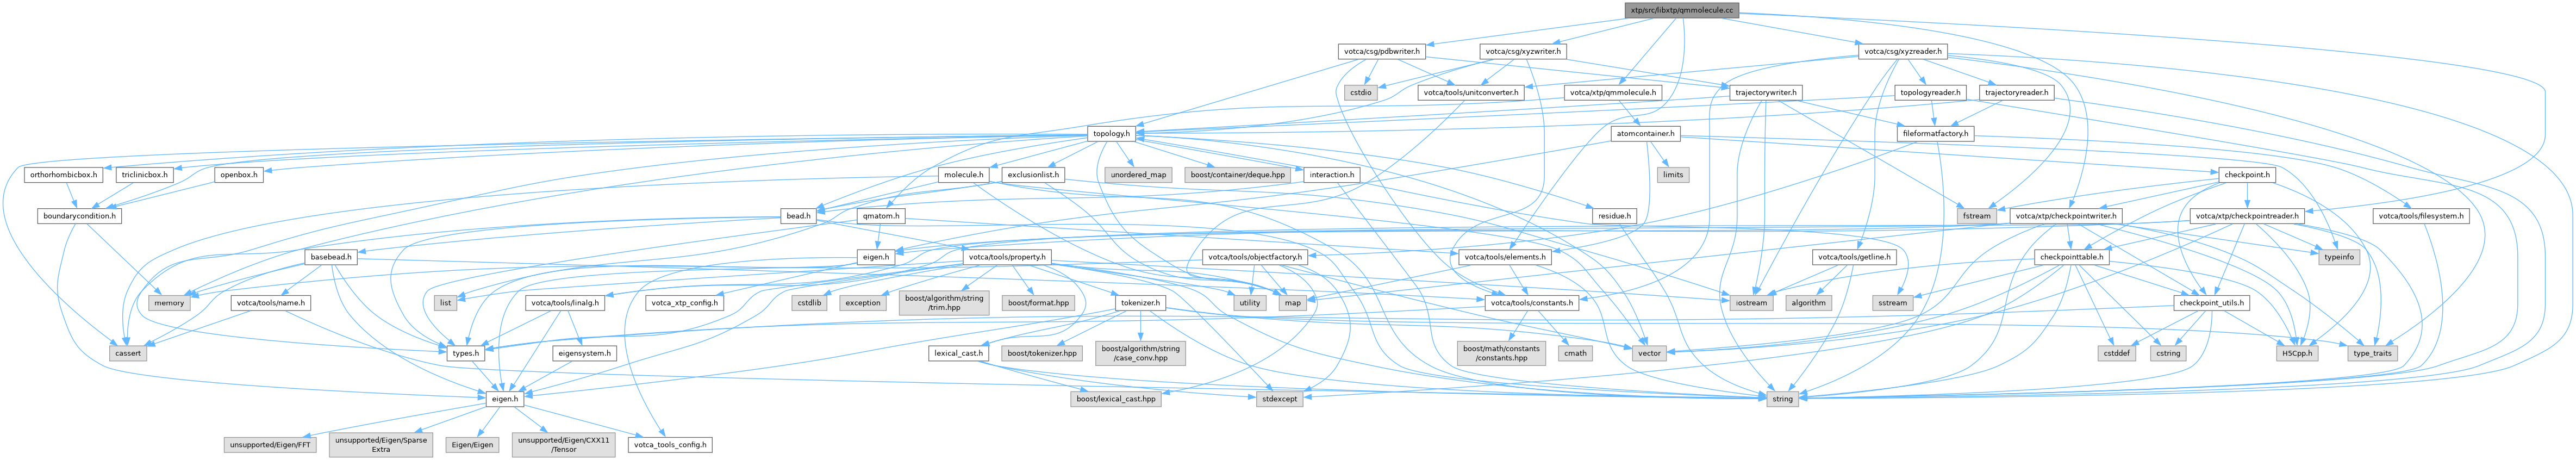 xtp/src/libxtp/qmmolecule.cc
votca/csg/pdbwriter.h
votca/csg/xyzwriter.h
votca/csg/xyzreader.h
cstdio
votca/tools/unitconverter.h
votca/xtp/qmmolecule.h
trajectorywriter.h
topologyreader.h
trajectoryreader.h
topology.h
atomcontainer.h
fileformatfactory.h
orthorhombicbox.h
triclinicbox.h
openbox.h
molecule.h
exclusionlist.h
unordered_map
boost/container/deque.hpp
interaction.h
limits
checkpoint.h
boundarycondition.h
bead.h
qmatom.h
residue.h
fstream
votca/xtp/checkpointwriter.h
votca/xtp/checkpointreader.h
votca/tools/filesystem.h
basebead.h
eigen.h
votca/tools/property.h
votca/tools/objectfactory.h
votca/tools/elements.h
votca/tools/getline.h
checkpointtable.h
typeinfo
memory
votca/tools/name.h
list
votca/tools/linalg.h
votca_xtp_config.h
cstdlib
exception
boost/algorithm/string
/trim.hpp
boost/format.hpp
tokenizer.h
utility
map
votca/tools/constants.h
iostream
algorithm
sstream
checkpoint_utils.h
cassert
types.h
eigensystem.h
lexical_cast.h
boost/tokenizer.hpp
boost/algorithm/string
/case_conv.hpp
boost/math/constants
/constants.hpp
cmath
vector
cstddef
cstring
H5Cpp.h
type_traits
eigen.h
boost/lexical_cast.hpp
stdexcept
string
unsupported/Eigen/FFT
unsupported/Eigen/Sparse
Extra
Eigen/Eigen
unsupported/Eigen/CXX11
/Tensor
votca_tools_config.h